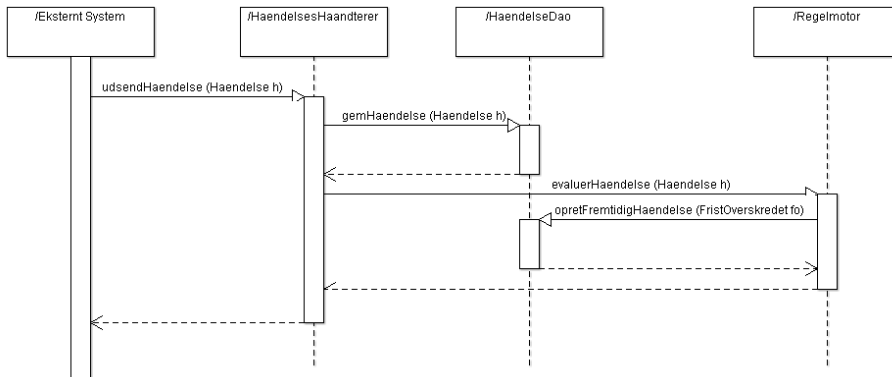 /Eksternt System
/HaendelsesHaandterer
/HaendelseDao
/Regelmotor
udsendHaendelse (Haendelse h)
gemHaendelse (Haendelse h)
evaluerHaendelse (Haendelse h)
opretFremtidigHaendelse (FristOverskredet fo)